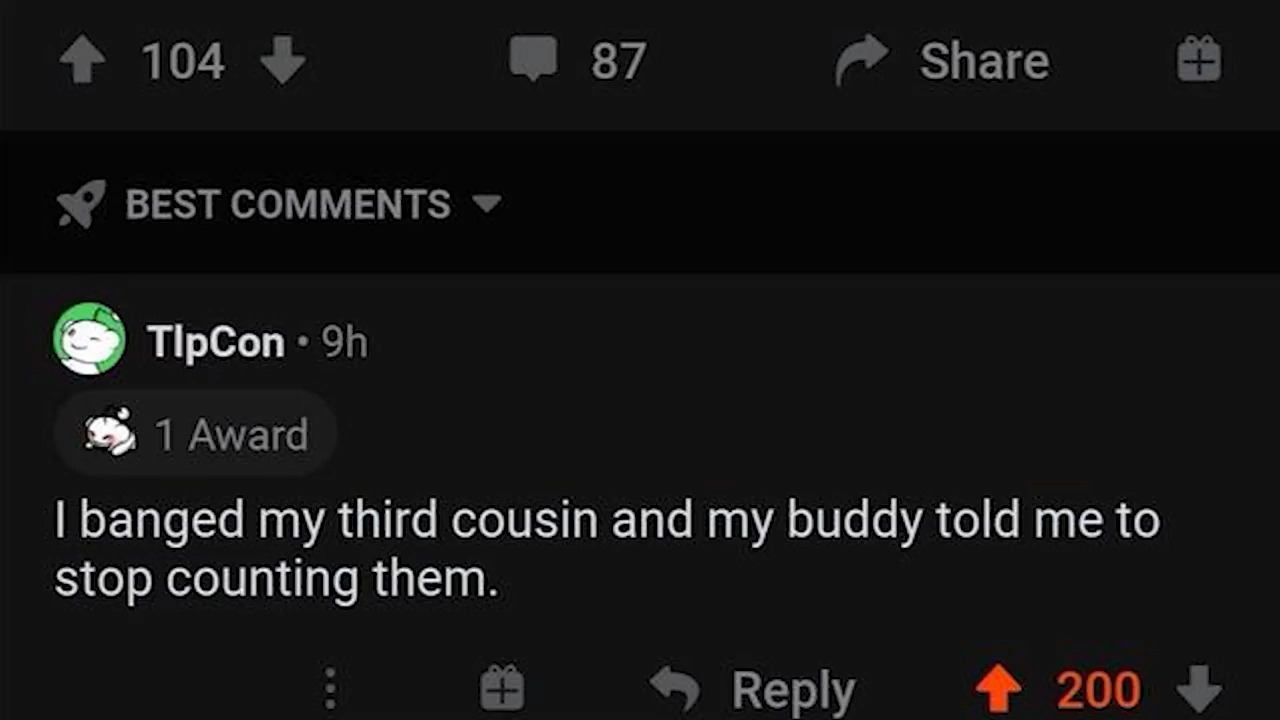 104 87 Share
BEST COMMENTS
TlpCon • 9h
1 Award
I banged my third cousin and my buddy told me to
stop counting them.
Reply 200